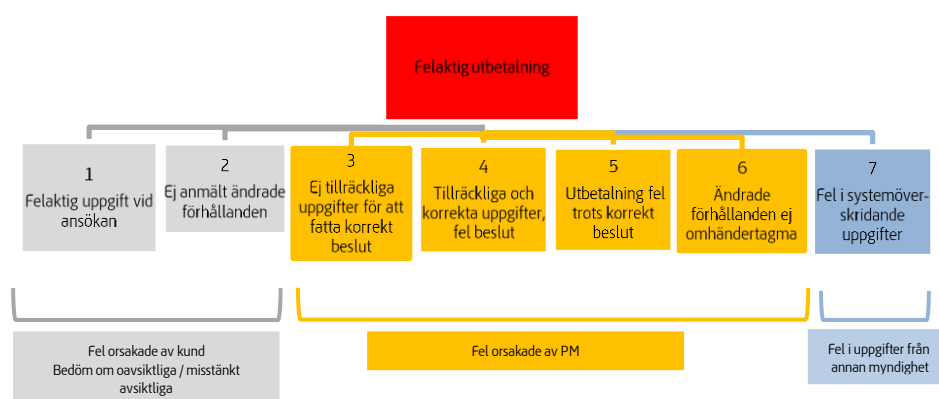 Felaktig utbetalning
1
Felaktig uppgift vid
ansökan
2
Ej anmält ändrade
förhållanden
3
Ej tillräckliga
uppgifter för att
fatta korrekt
beslut
4
Tillräckliga och
korrekta uppgifter,
fel beslut
5
Utbetalning fel
trots korrekt
beslut
6
Ändrade
förhållanden ej
omhändertagma
7
Fel i systemöver-
skridande
uppgifter
Fel orsakade av kund
Bedöm om oavsiktliga / misstänkt
avsiktliga
Fel orsakade av PM
Fel i uppgifter från
annan myndighet